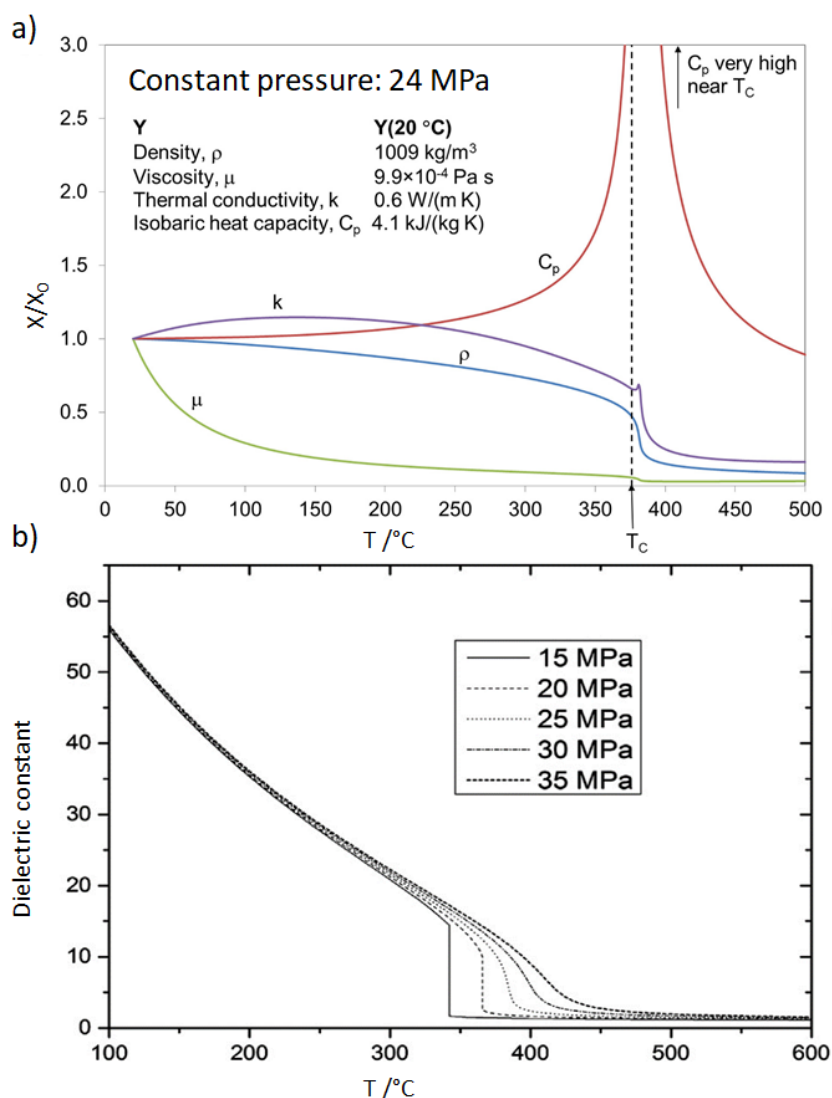 a)
3.0
2.5
2.0
1.5
1.0
0.5
0.0
X/X₀
Constant pressure: 24 MPa
Y Y(20 °C)
Density, ρ 1009 kg/m³
Viscosity, μ 9.9×10⁻⁴ Pa s
Thermal conductivity, k 0.6 W/(m K)
Isobaric heat capacity, Cₚ 4.1 kJ/(kg K)
Cₚ very high
near T_C
Cₚ
k
ρ
μ
0 50 100 150 200 250 300 350 400 450 500
T /°C
T_C
b)
60
50
40
30
20
10
0
Dielectric constant
15 MPa
20 MPa
25 MPa
30 MPa
35 MPa
100 200 300 400 500 600
T /°C